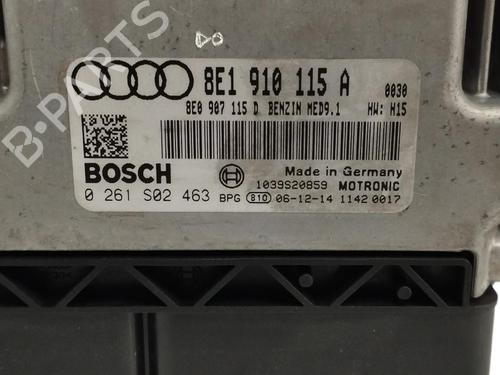 DO
8E1 910 115 A 0030
8E0 907 115 D BENZIN MED9.1 HW: H15
BOSCH
Made in Germany
1039S20859 MOTRONIC
0 261 S02 463 BPG 810 06-12-14 1142 0017
B-PARTS